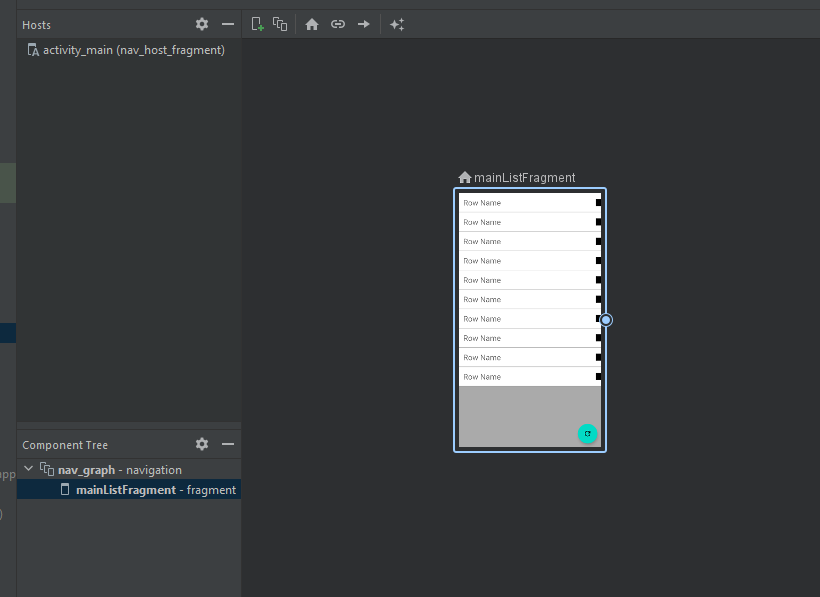 Hosts
activity_main (nav_host_fragment)
mainListFragment
Row Name
Row Name
Row Name
Row Name
Row Name
Row Name
Row Name
Row Name
Row Name
Row Name
Component Tree
nav_graph - navigation
app
mainListFragment - fragment
)